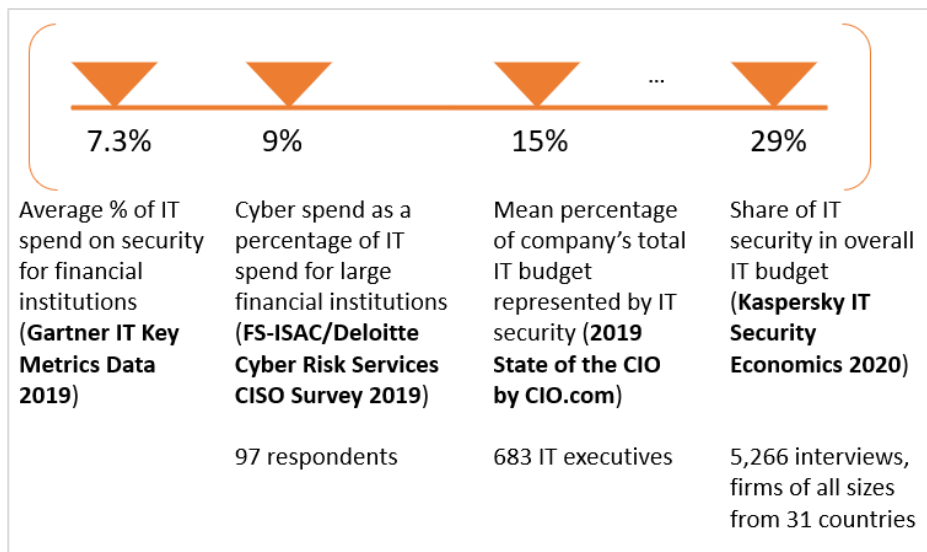 ...
7.3%
9%
15%
29%
Average % of IT
spend on security
for financial
institutions
(Gartner IT Key
Metrics Data
2019)
Cyber spend as a
percentage of IT
spend for large
financial institutions
(FS-ISAC/Deloitte
Cyber Risk Services
CISO Survey 2019)
97 respondents
Mean percentage
of company’s total
IT budget
represented by IT
security (2019
State of the CIO
by CIO.com)
683 IT executives
Share of IT
security in overall
IT budget
(Kaspersky IT
Security
Economics 2020)
5,266 interviews,
firms of all sizes
from 31 countries